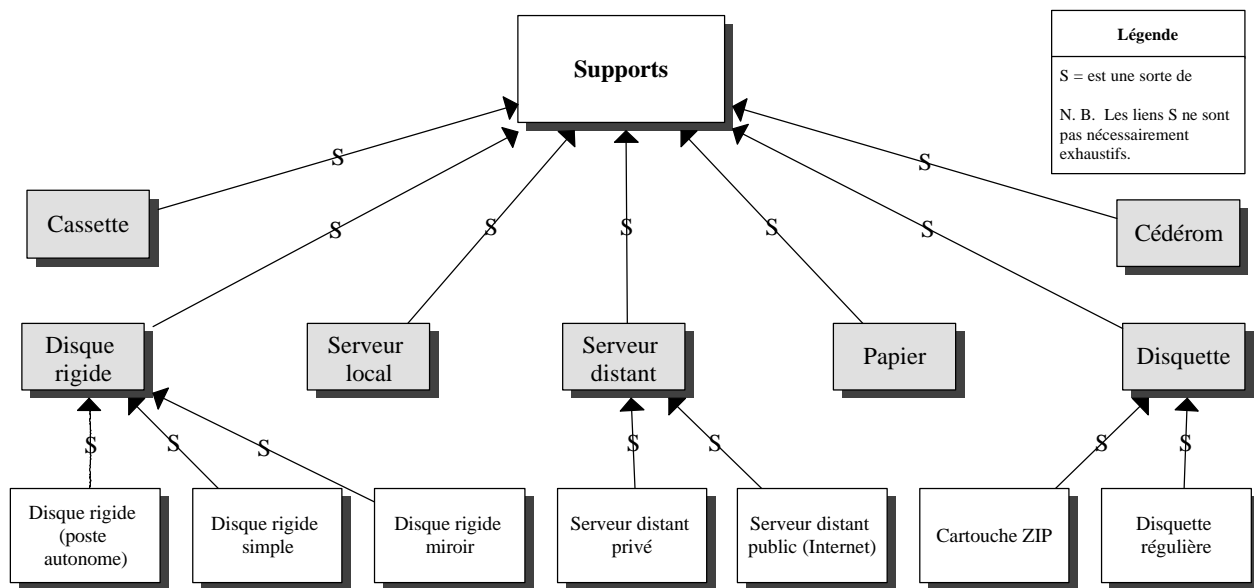 Supports
Légende
S = est une sorte de
N. B. Les liens S ne sont
pas nécessairement
exhaustifs.
S
S
S
S
S
S
S
S
Cassette
Cédérom
Disque
rigide
Serveur
local
Serveur
distant
Papier
Disquette
S
S
S
S
S
S
S
Disque rigide
(poste
autonome)
Disque rigide
simple
Disque rigide
miroir
Serveur distant
privé
Serveur distant
public (Internet)
Cartouche ZIP
Disquette
régulière